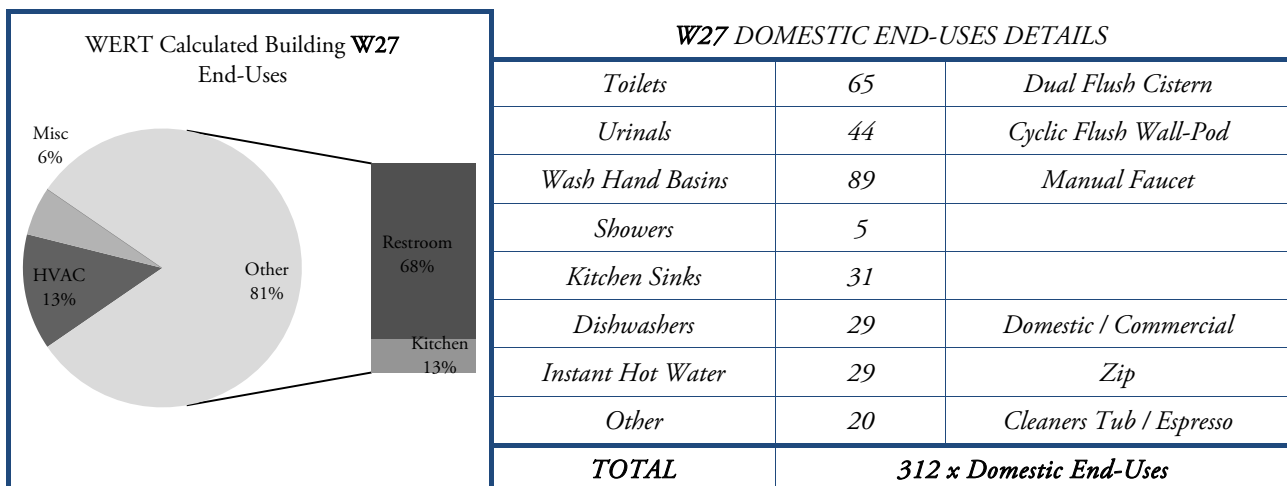 WERT Calculated Building W27
End-Uses
Misc
6%
HVAC
13%
Other
81%
Restroom
68%
Kitchen
13%
W27 DOMESTIC END-USES DETAILS
Toilets 65 Dual Flush Cistern
Urinals 44 Cyclic Flush Wall-Pod
Wash Hand Basins 89 Manual Faucet
Showers 5
Kitchen Sinks 31
Dishwashers 29 Domestic / Commercial
Instant Hot Water 29 Zip
Other 20 Cleaners Tub / Espresso
TOTAL 312 x Domestic End-Uses